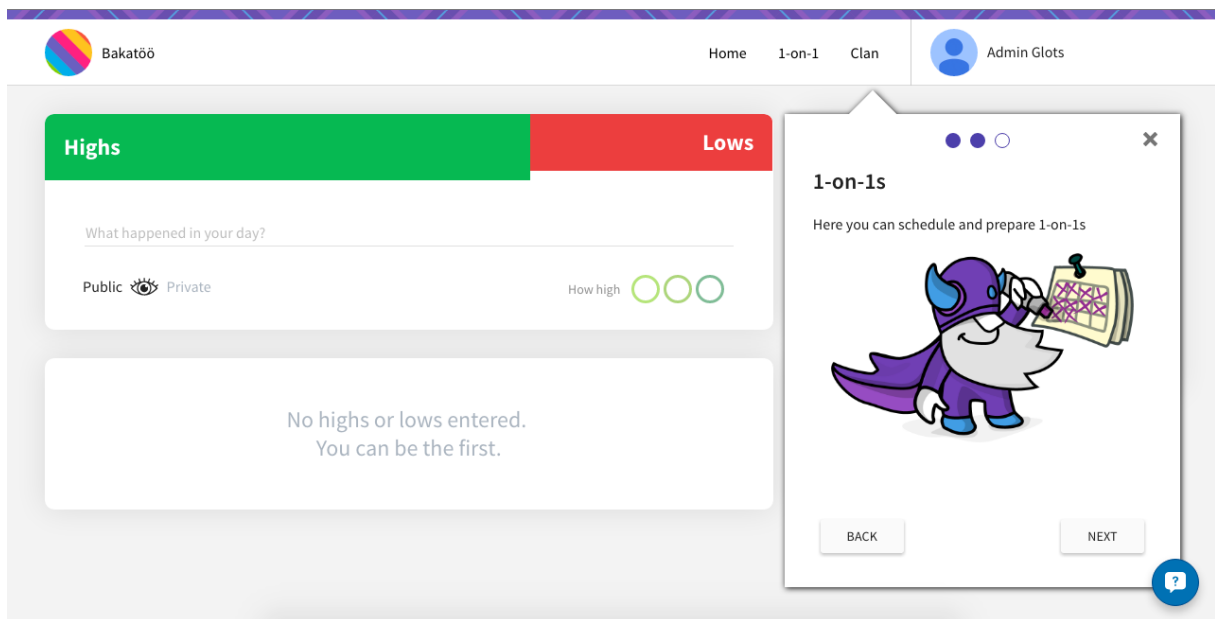 Bakatöö
Home 1-on-1 Clan
Admin Glots
Highs
Lows
What happened in your day?
Public Private
How high
No highs or lows entered.
You can be the first.
1-on-1s
Here you can schedule and prepare 1-on-1s
BACK
NEXT
?